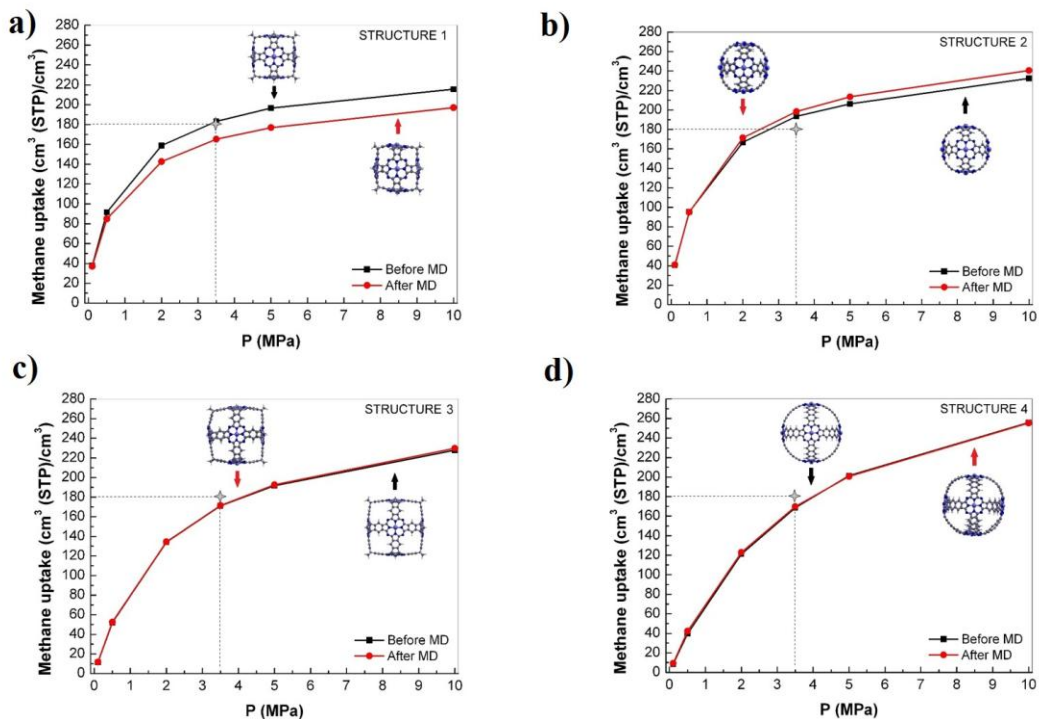 a)
STRUCTURE 1
Methane uptake (cm³ (STP)/cm³)
280
260
240
220
200
180
160
140
120
100
80
60
40
20
0
Before MD
After MD
0 1 2 3 4 5 6 7 8 9 10
P (MPa)
b)
STRUCTURE 2
Methane uptake (cm³ (STP)/cm³)
280
260
240
220
200
180
160
140
120
100
80
60
40
20
0
Before MD
After MD
0 1 2 3 4 5 6 7 8 9 10
P (MPa)
c)
STRUCTURE 3
Methane uptake (cm³ (STP)/cm³)
280
260
240
220
200
180
160
140
120
100
80
60
40
20
0
Before MD
After MD
0 1 2 3 4 5 6 7 8 9 10
P (MPa)
d)
STRUCTURE 4
Methane uptake (cm³ (STP)/cm³)
280
260
240
220
200
180
160
140
120
100
80
60
40
20
0
Before MD
After MD
0 1 2 3 4 5 6 7 8 9 10
P (MPa)